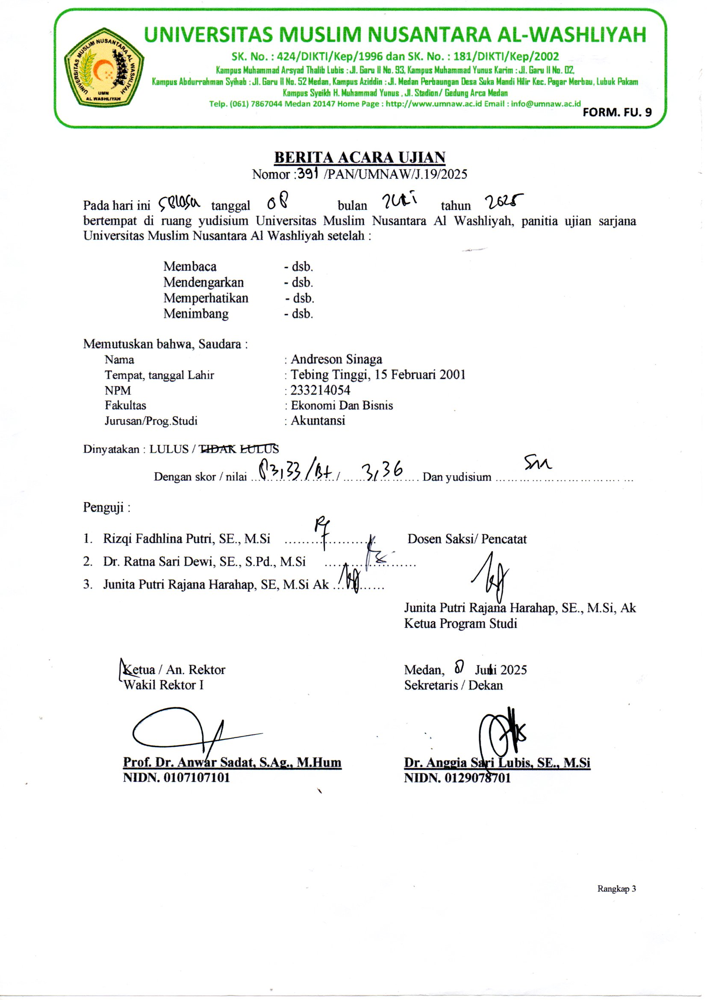 UNIVERSITAS MUSLIM NUSANTARA AL WASHLIYAH
UMN
AL WASHLIYAH
UNIVERSITAS MUSLIM NUSANTARA AL-WASHLIYAH
SK. No. : 424/DIKTI/Kep/1996 dan SK. No. : 181/DIKTI/Kep/2002
Kampus Muhammad Arsyad Thalib Lubis : Jl. Garu II No. 93, Kampus Muhammad Yunus Karim : Jl. Garu II No. 02,
Kampus Abdurrahman Syihab : Jl. Garu II No. 52 Medan, Kampus Aziddin : Jl. Medan Perbaungan Desa Suka Mandi Hilir Kec. Pagar Merbau, Lubuk Pakam
Kampus Syeikh H. Muhammad Yunus , Jl. Stadion/ Gedung Arca Medan
Telp. (061) 7867044 Medan 20147 Home Page : http://www.umnaw.ac.id Email : info@umnaw.ac.id
FORM. FU. 9
BERITA ACARA UJIAN
Nomor :391 /PAN/UMNAW/J.19/2025
Pada hari ini Selasa tanggal 08 bulan Juli tahun 2025
bertempat di ruang yudisium Universitas Muslim Nusantara Al Washliyah, panitia ujian sarjana
Universitas Muslim Nusantara Al Washliyah setelah :
Membaca - dsb.
Mendengarkan - dsb.
Memperhatikan - dsb.
Menimbang - dsb.
Memutuskan bahwa, Saudara :
Nama : Andreson Sinaga
Tempat, tanggal Lahir : Tebing Tinggi, 15 Februari 2001
NPM : 233214054
Fakultas : Ekonomi Dan Bisnis
Jurusan/Prog.Studi : Akuntansi
Dinyatakan : LULUS / TIDAK LULUS
Dengan skor / nilai 83,33/B+ / 3,36 Dan yudisium
Penguji :
1. Rizqi Fadhlina Putri, SE., M.Si Dosen Saksi/ Pencatat
2. Dr. Ratna Sari Dewi, SE., S.Pd., M.Si
3. Junita Putri Rajana Harahap, SE, M.Si Ak
Junita Putri Rajana Harahap, SE., M.Si, Ak
Ketua Program Studi
Ketua / An. Rektor
Wakil Rektor I
Medan, 8 Juli 2025
Sekretaris / Dekan
Prof. Dr. Anwar Sadat, S.Ag., M.Hum
NIDN. 0107107101
Dr. Anggia Sari Lubis, SE., M.Si
NIDN. 0129078701
Rangkap 3